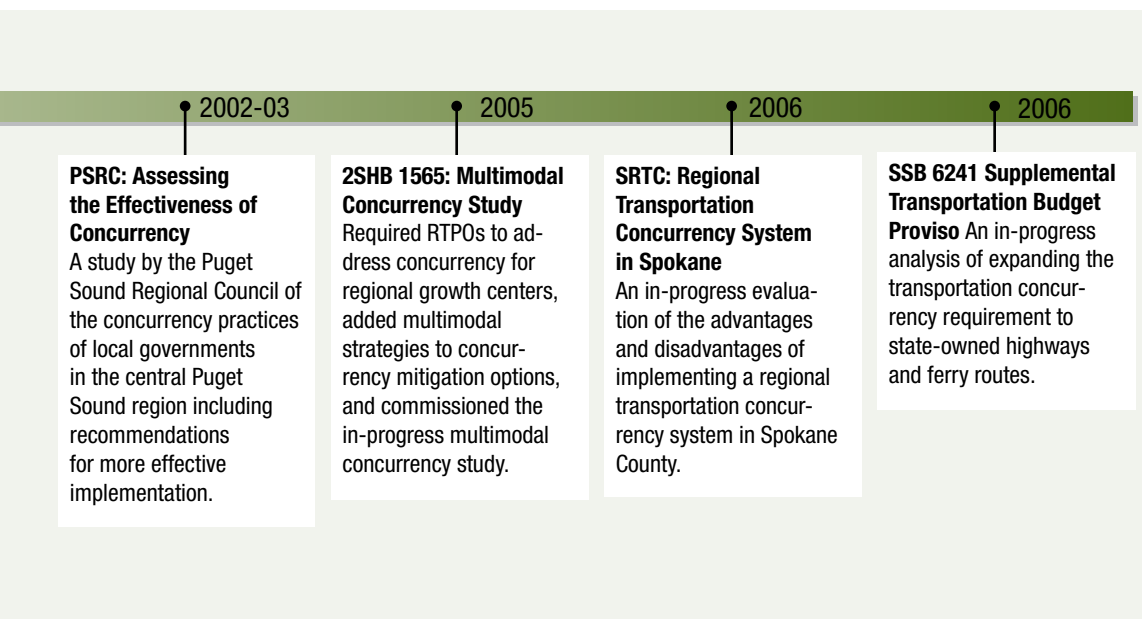 2002-03
PSRC: Assessing
the Effectiveness of
Concurrency
A study by the Puget
Sound Regional Council of
the concurrency practices
of local governments
in the central Puget
Sound region including
recommendations
for more effective
implementation.
2005
2SHB 1565: Multimodal
Concurrency Study
Required RTPOs to ad-
dress concurrency for
regional growth centers,
added multimodal
strategies to concur-
rency mitigation options,
and commissioned the
in-progress multimodal
concurrency study.
2006
SRTC: Regional
Transportation
Concurrency System
in Spokane
An in-progress evalua-
tion of the advantages
and disadvantages of
implementing a regional
transportation concur-
rency system in Spokane
County.
2006
SSB 6241 Supplemental
Transportation Budget
Proviso An in-progress
analysis of expanding the
transportation concur-
rency requirement to
state-owned highways
and ferry routes.